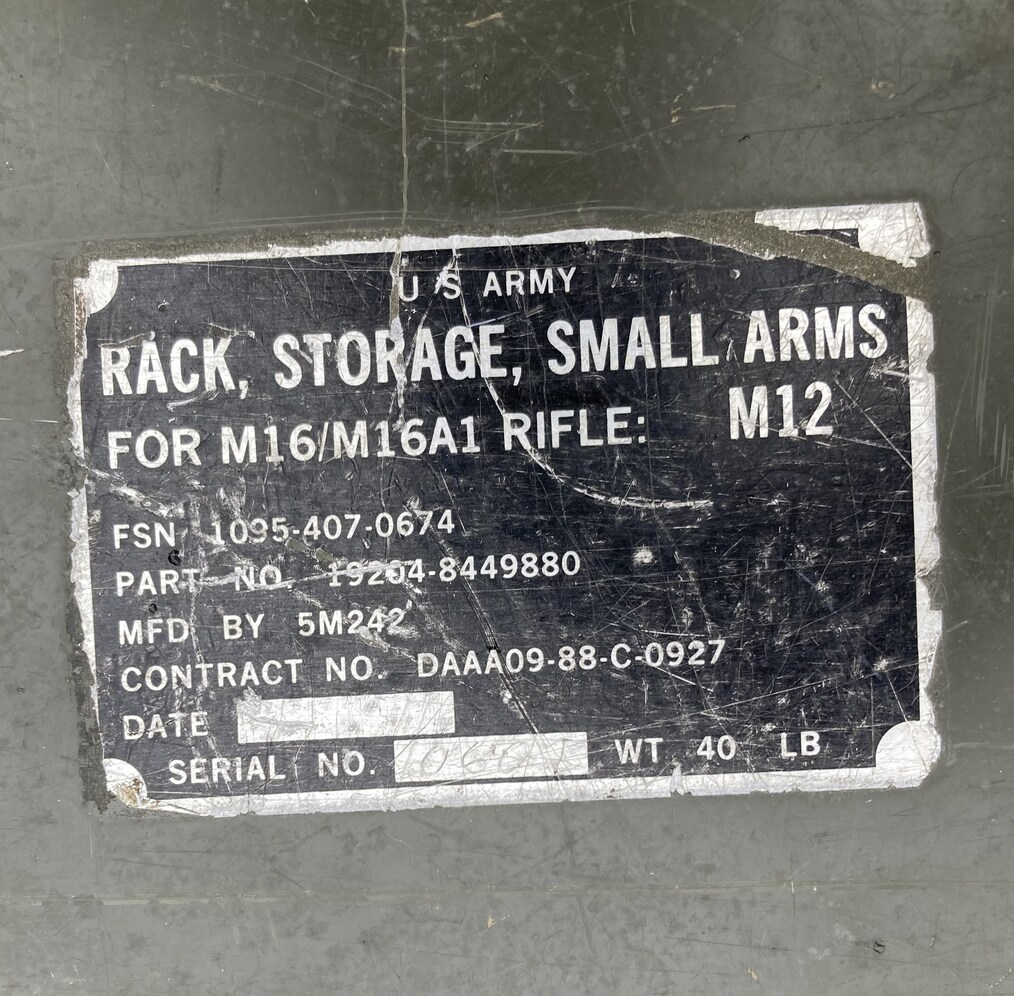 U S ARMY
RACK, STORAGE, SMALL ARMS
FOR M16/M16A1 RIFLE: M12
FSN 1095-407-0674
PART NO. 19204-8449880
MFD BY 5M242
CONTRACT NO. DAAA09-88-C-0927
DATE
SERIAL NO. WT 40 LB